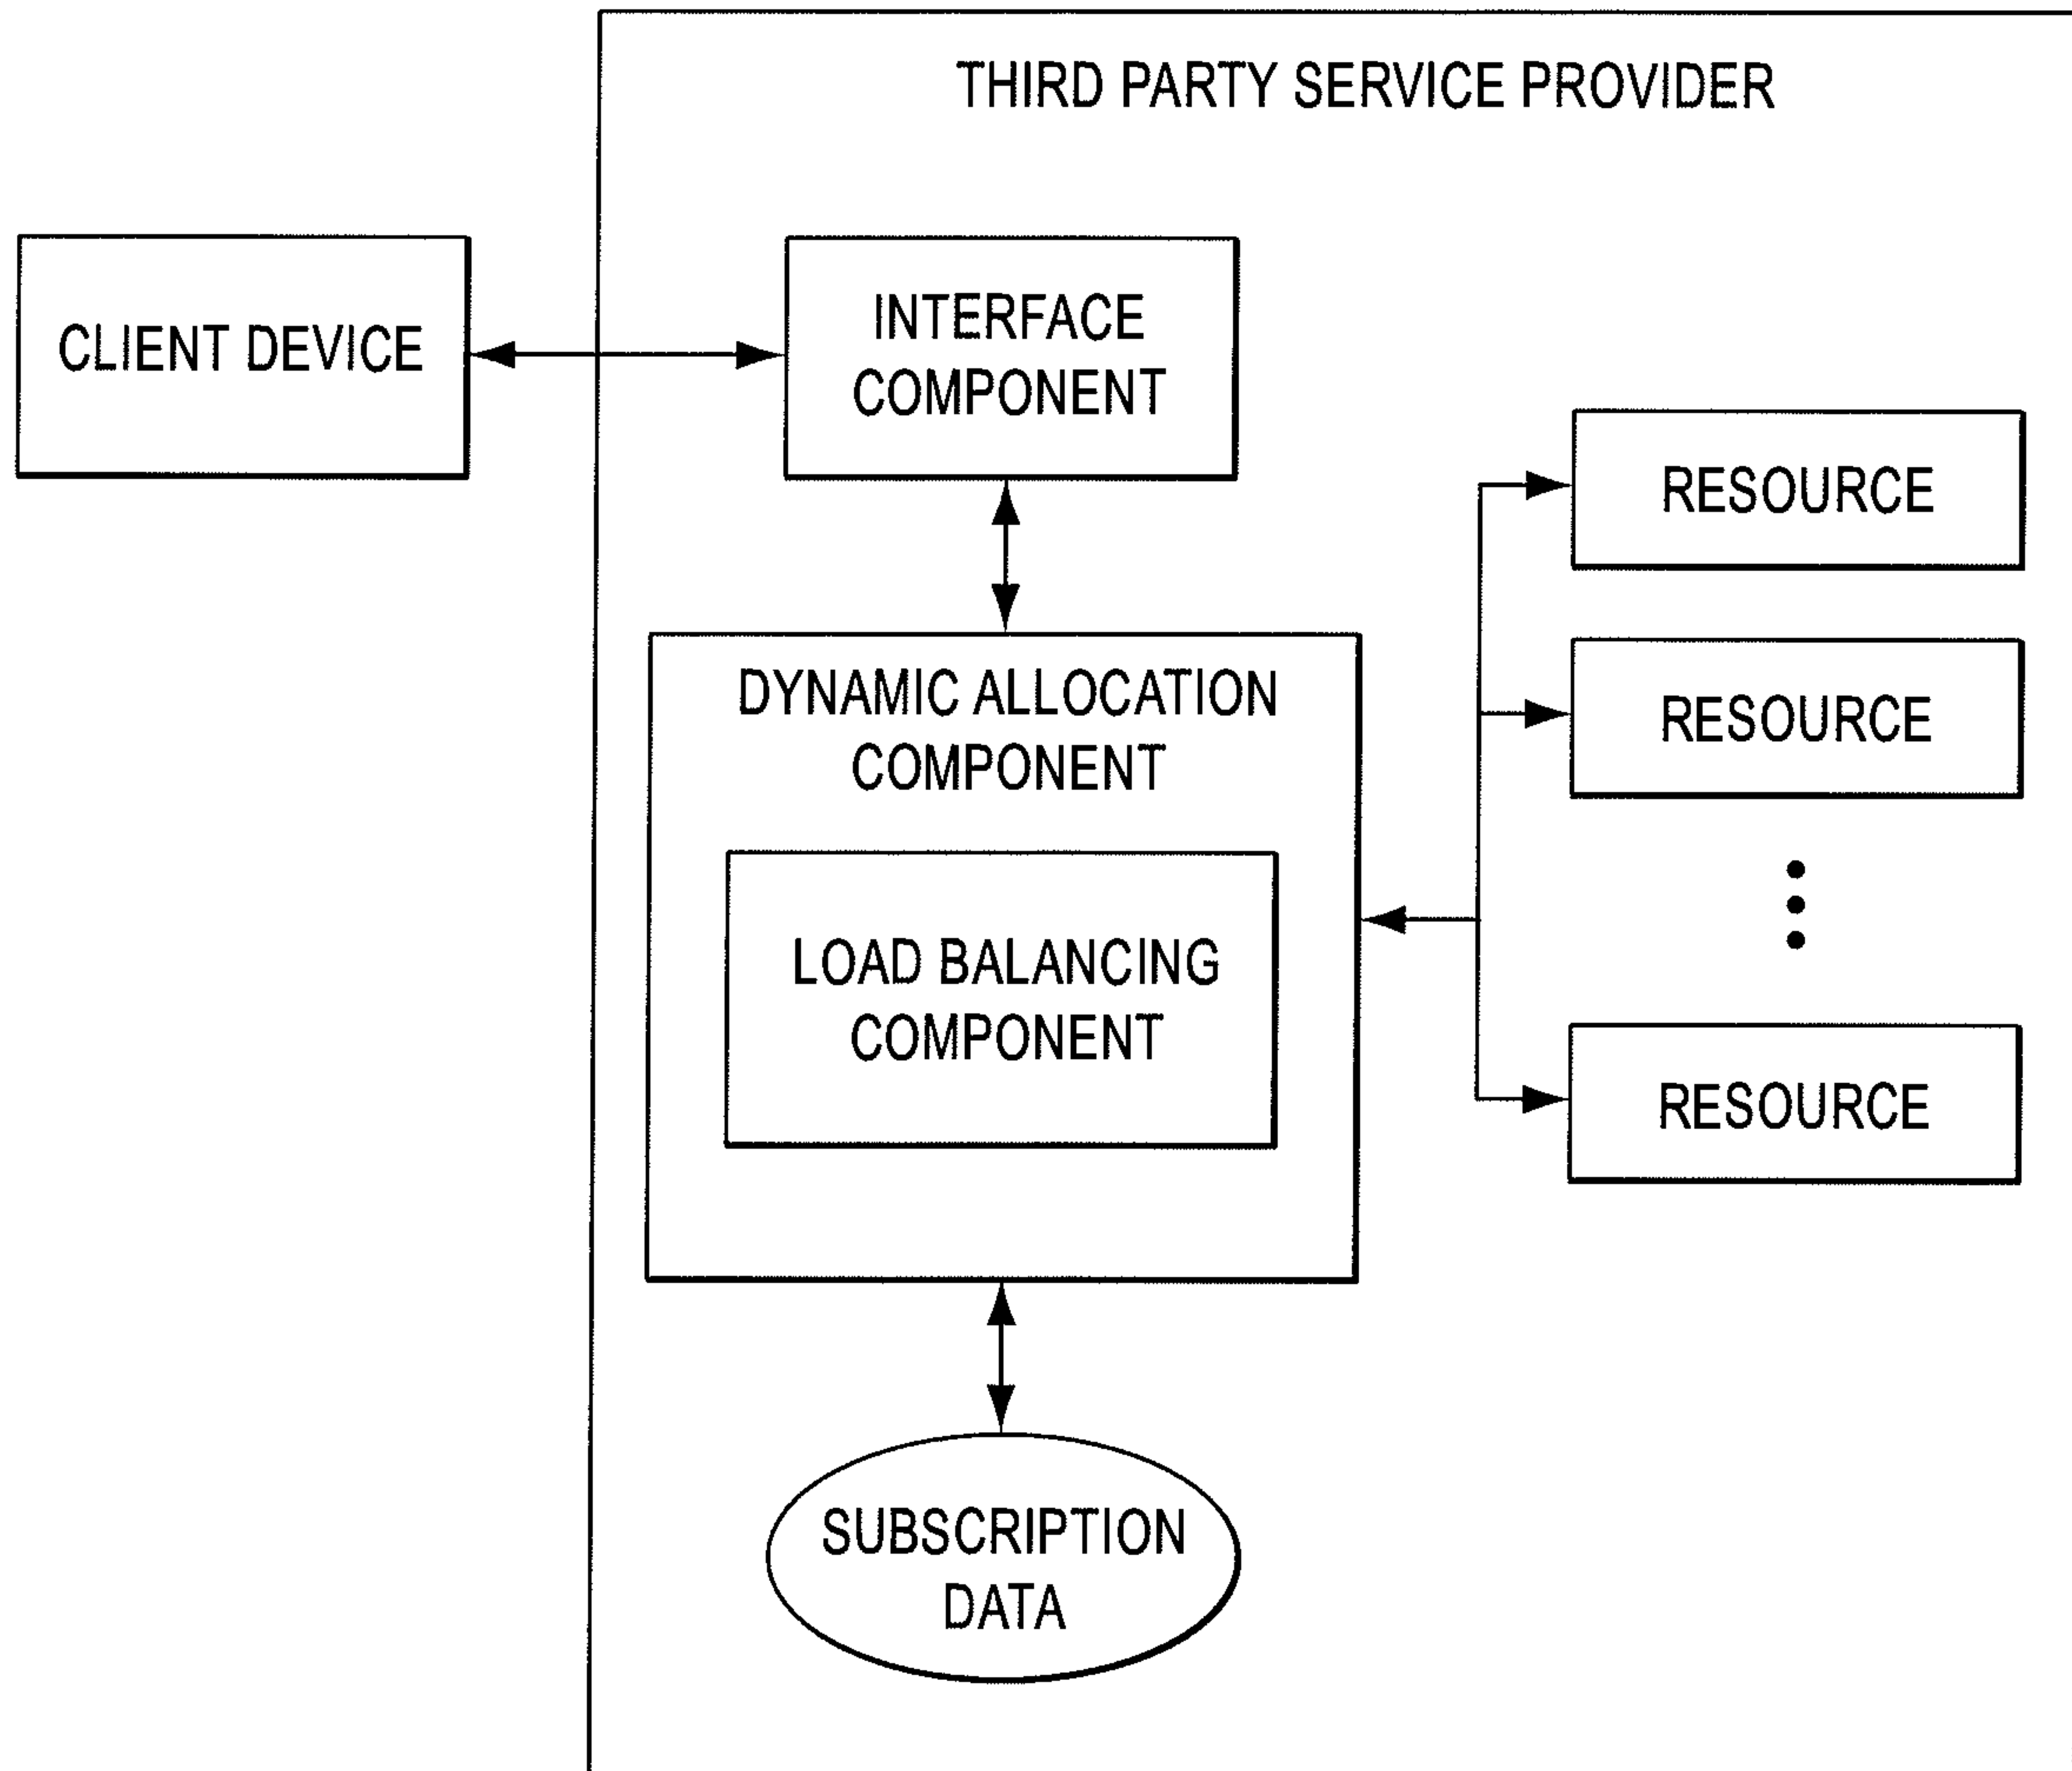 THIRD PARTY SERVICE PROVIDER
CLIENT DEVICE
INTERFACE
COMPONENT
RESOURCE
RESOURCE
DYNAMIC ALLOCATION
COMPONENT
LOAD BALANCING
COMPONENT
RESOURCE
SUBSCRIPTION
DATA